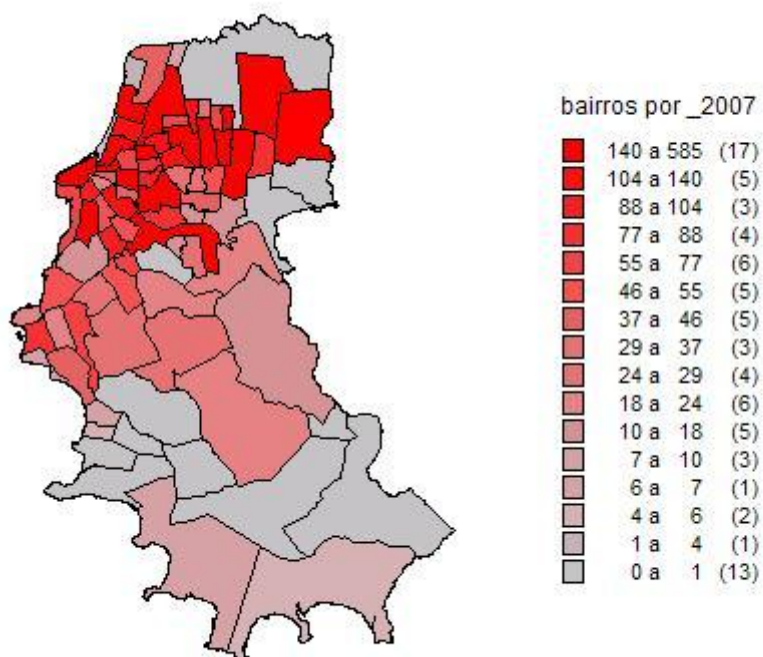 bairros por _2007
140 a 585 (17)
104 a 140 (5)
88 a 104 (3)
77 a 88 (4)
55 a 77 (6)
46 a 55 (5)
37 a 46 (5)
29 a 37 (3)
24 a 29 (4)
18 a 24 (6)
10 a 18 (5)
7 a 10 (3)
6 a 7 (1)
4 a 6 (2)
1 a 4 (1)
0 a 1 (13)